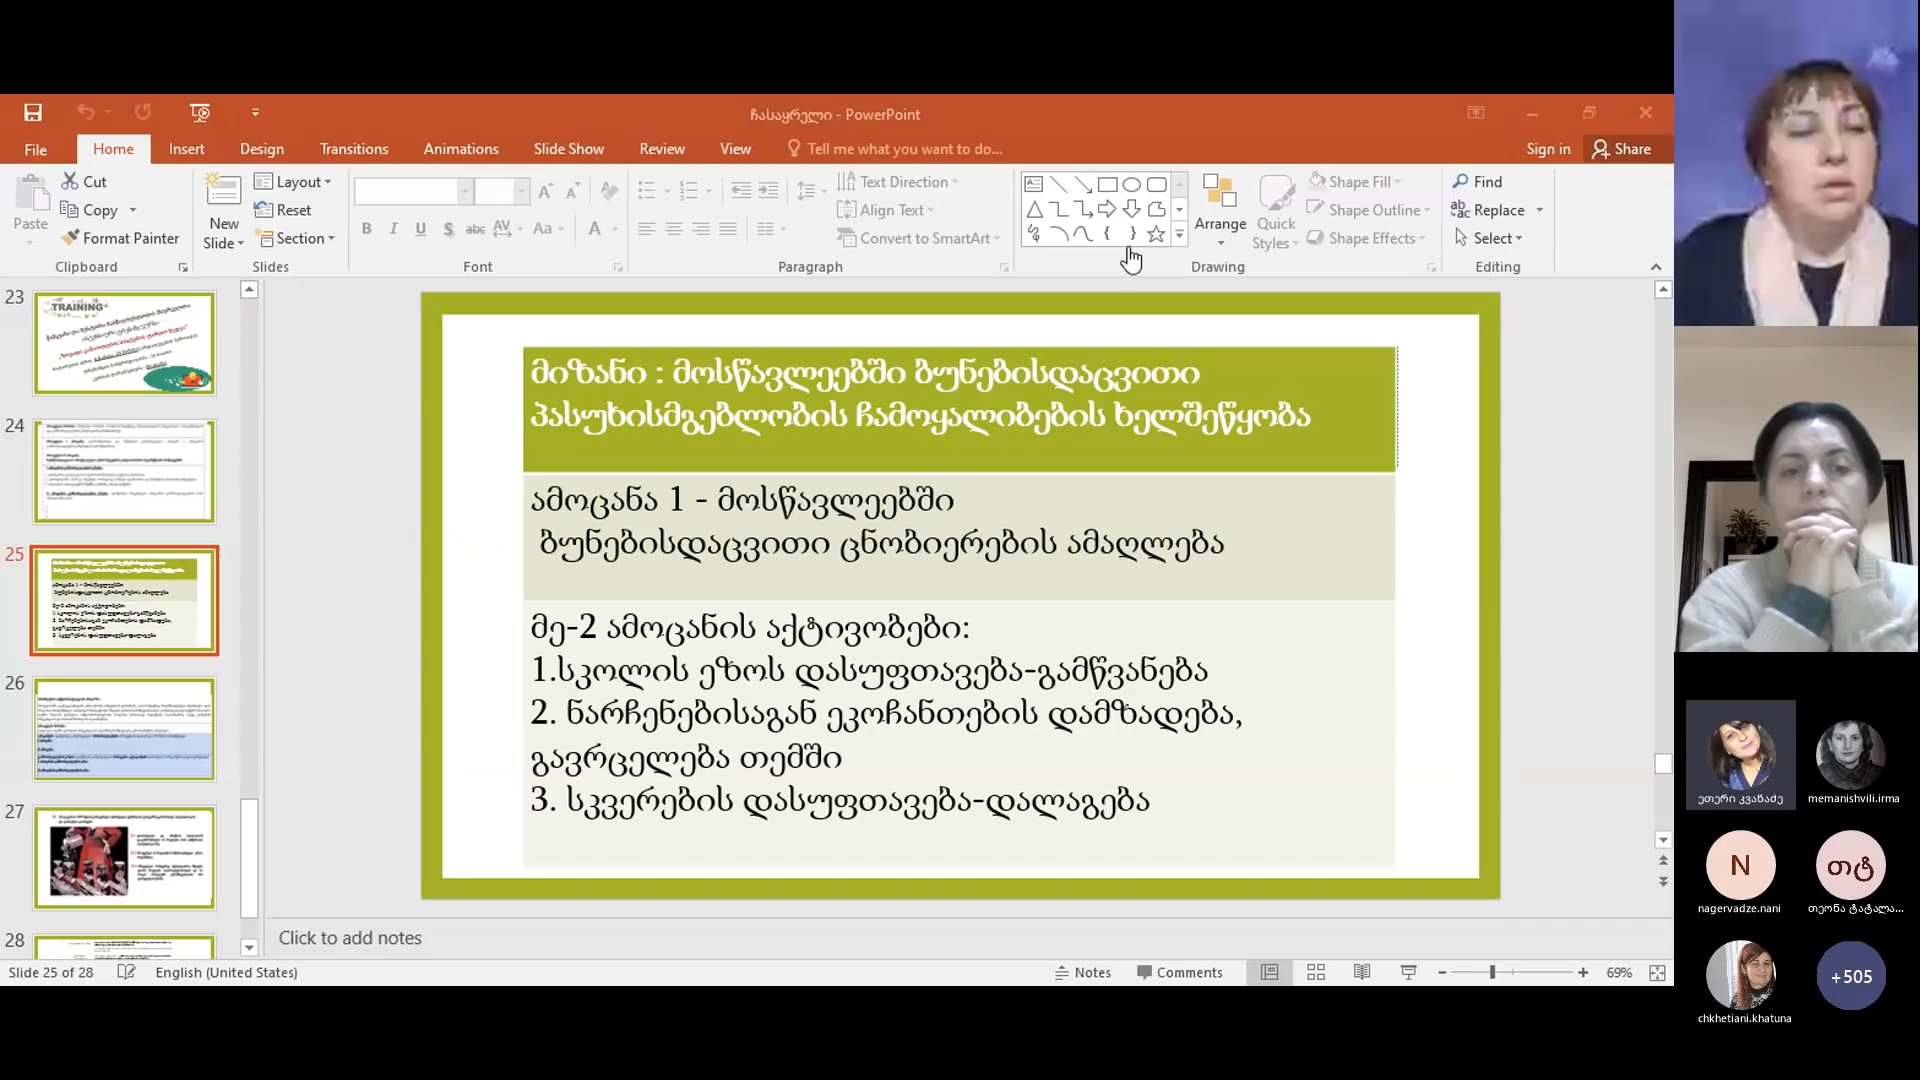 ჩასაყრელი - PowerPoint
File
Home
Insert
Design
Transitions
Animations
Slide Show
Review
View
Tell me what you want to do...
Sign in
Share
Paste
Cut
Copy
Format Painter
Clipboard
New
Slide
Layout
Reset
Section
Slides
Font
Text Direction
Align Text
Convert to SmartArt
Paragraph
Arrange
Quick
Styles
Shape Fill
Shape Outline
Shape Effects
Drawing
Find
Replace
Select
Editing
23
TRAINING
24
25
26
27
28
მიზანი : მოსწავლეებში ბუნებისდაცვითი
პასუხისმგებლობის ჩამოყალიბების ხელშეწყობა
ამოცანა 1 - მოსწავლეებში
ბუნებისდაცვითი ცნობიერების ამაღლება
მე-2 ამოცანის აქტივობები:
1.სკოლის ეზოს დასუფთავება-გამწვანება
2. ნარჩენებისაგან ეკოჩანთების დამზადება,
გავრცელება თემში
3. სკვერების დასუფთავება-დალაგება
Click to add notes
Slide 25 of 28
English (United States)
Notes
Comments
69%
ეთერი კვანაძე
memanishvili.irma
N
nagervadze.nani
თტ
თეონა ტატალა...
chkhetiani.khatuna
+505